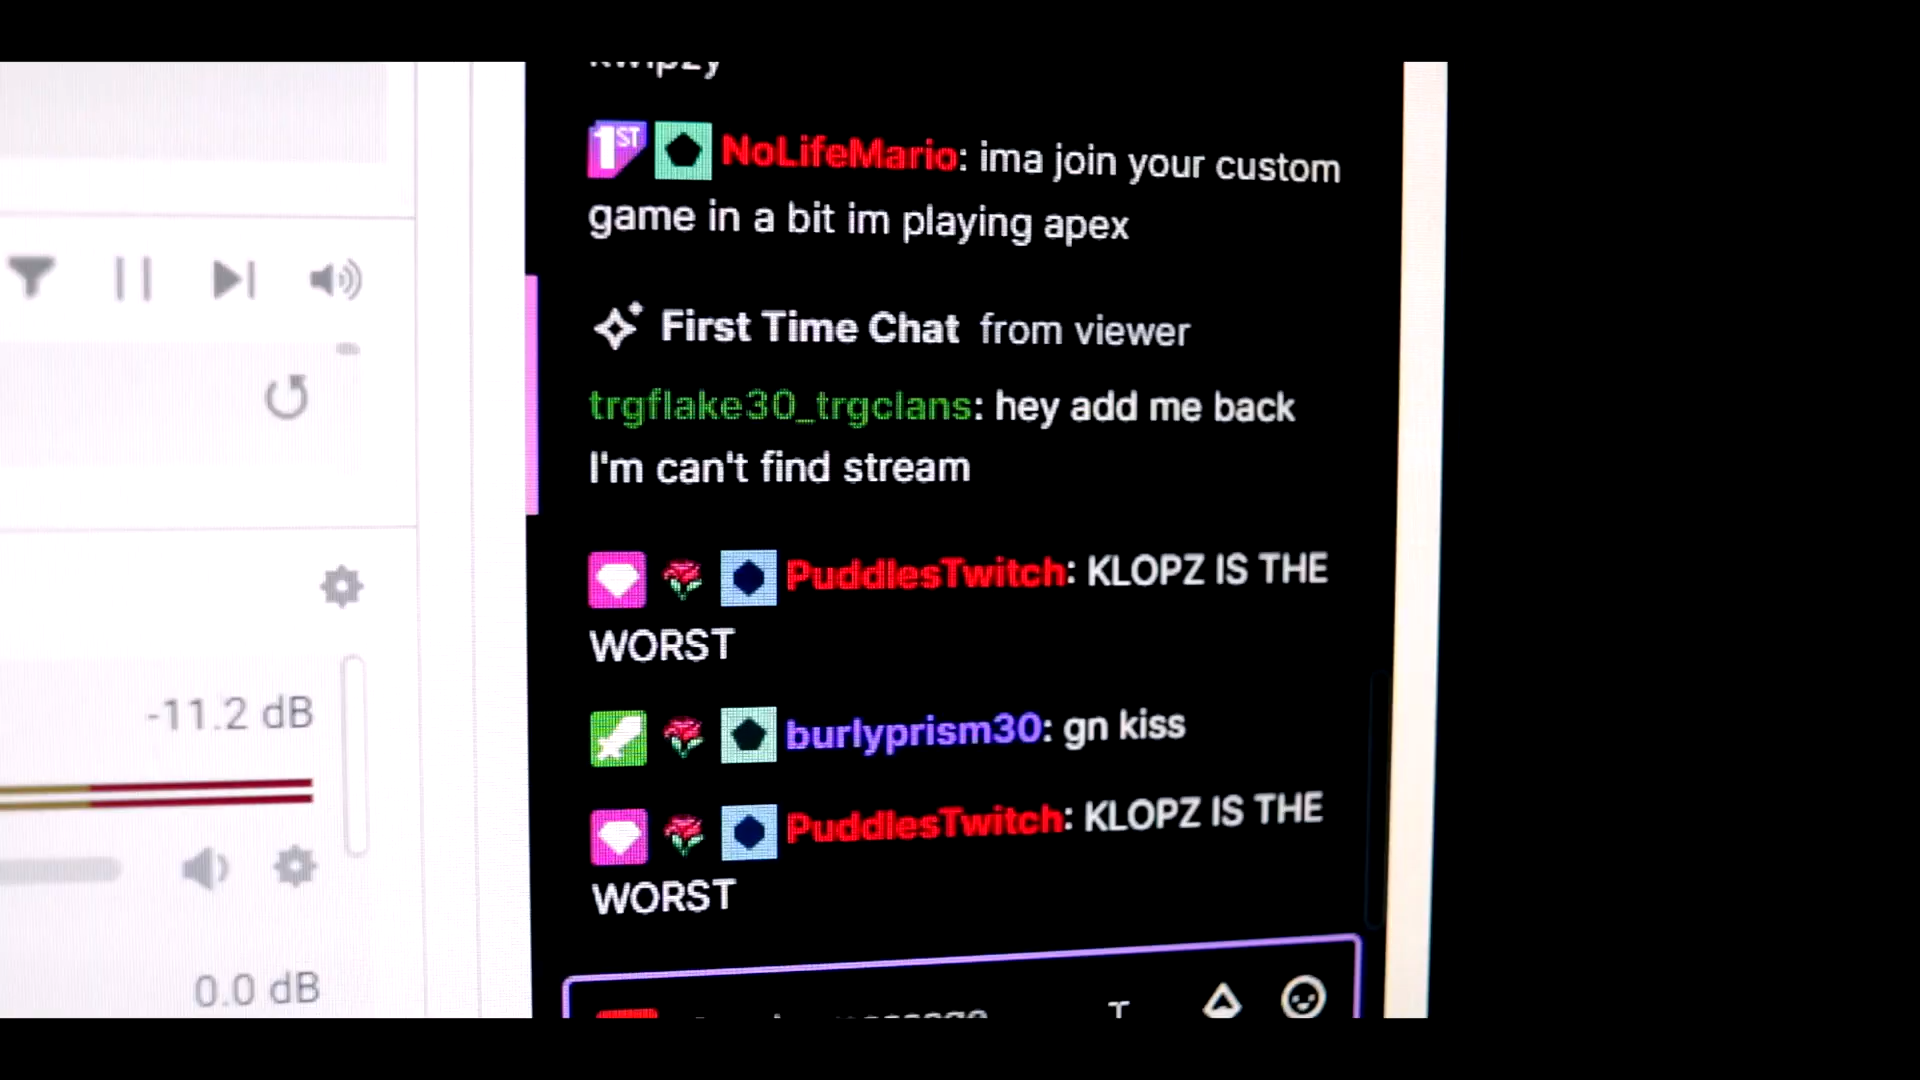 NoLifeMario: ima join your custom
game in a bit im playing apex
First Time Chat from viewer
trgflake30_trgclans: hey add me back
I'm can't find stream
PuddlesTwitch: KLOPZ IS THE
WORST
burlyprism30: gn kiss
PuddlesTwitch: KLOPZ IS THE
WORST
1ST
-11.2 dB
0.0 dB